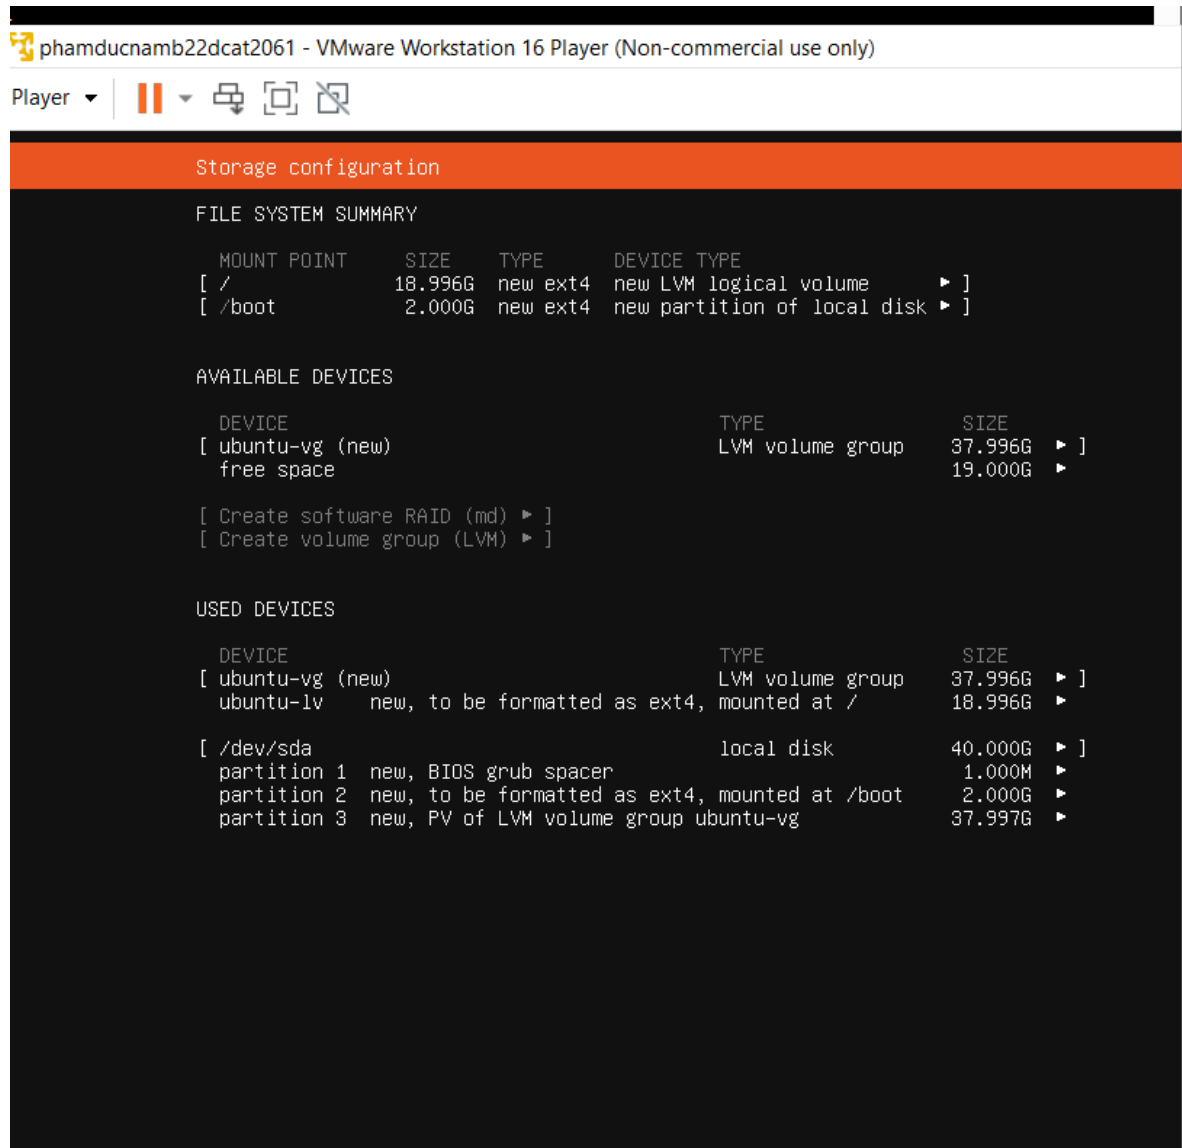 phamducnamb22dcat2061 - VMware Workstation 16 Player (Non-commercial use only)
Player
Storage configuration
FILE SYSTEM SUMMARY
MOUNT POINT SIZE TYPE DEVICE TYPE
[ / 18.996G new ext4 new LVM logical volume ▸ ]
[ /boot 2.000G new ext4 new partition of local disk ▸ ]
AVAILABLE DEVICES
DEVICE TYPE SIZE
[ ubuntu-vg (new) LVM volume group 37.996G ▸ ]
free space 19.000G ▸
[ Create software RAID (md) ▸ ]
[ Create volume group (LVM) ▸ ]
USED DEVICES
DEVICE TYPE SIZE
[ ubuntu-vg (new) LVM volume group 37.996G ▸ ]
ubuntu-lv new, to be formatted as ext4, mounted at / 18.996G ▸
[ /dev/sda local disk 40.000G ▸ ]
partition 1 new, BIOS grub spacer 1.000M ▸
partition 2 new, to be formatted as ext4, mounted at /boot 2.000G ▸
partition 3 new, PV of LVM volume group ubuntu-vg 37.997G ▸